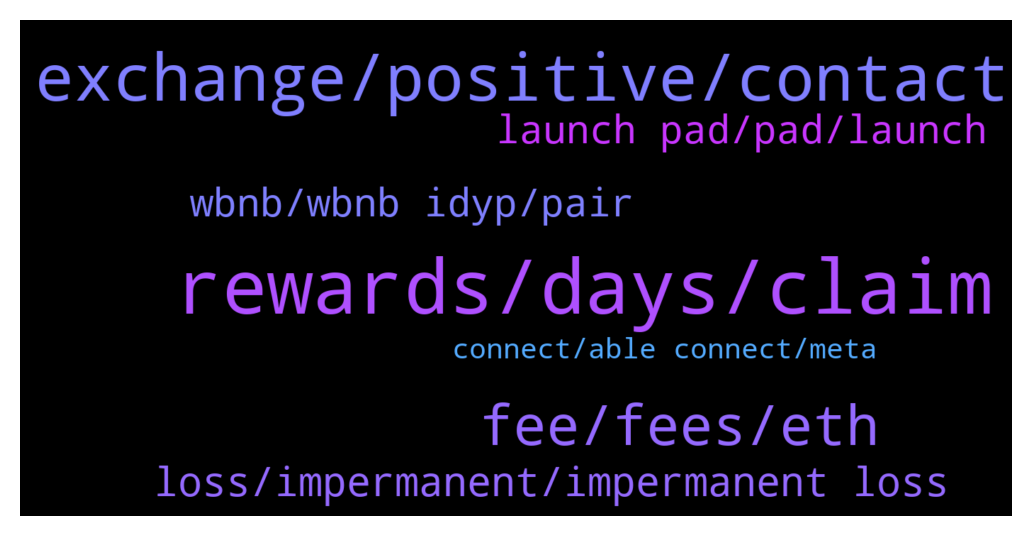 exchange/positive/contact
launch pad/pad/launch
wbnb/wbnb idyp/pair
rewards/days/claim
connect/able connect/meta
fee/fees/eth
loss/impermanent/impermanent loss